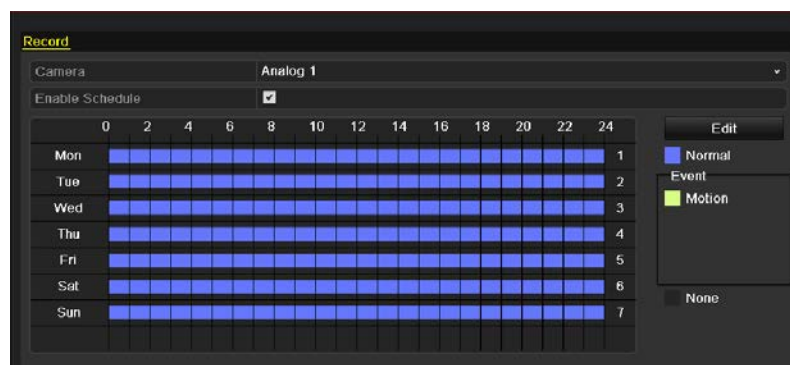 Record
Camera Analog 1
Enable Schedule
0 2 4 6 8 10 12 14 16 18 20 22 24
Edit
Mon 1
Normal
Event
Tue 2
Motion
Wed 3
Thu 4
Fri 5
Sat 6
None
Sun 7